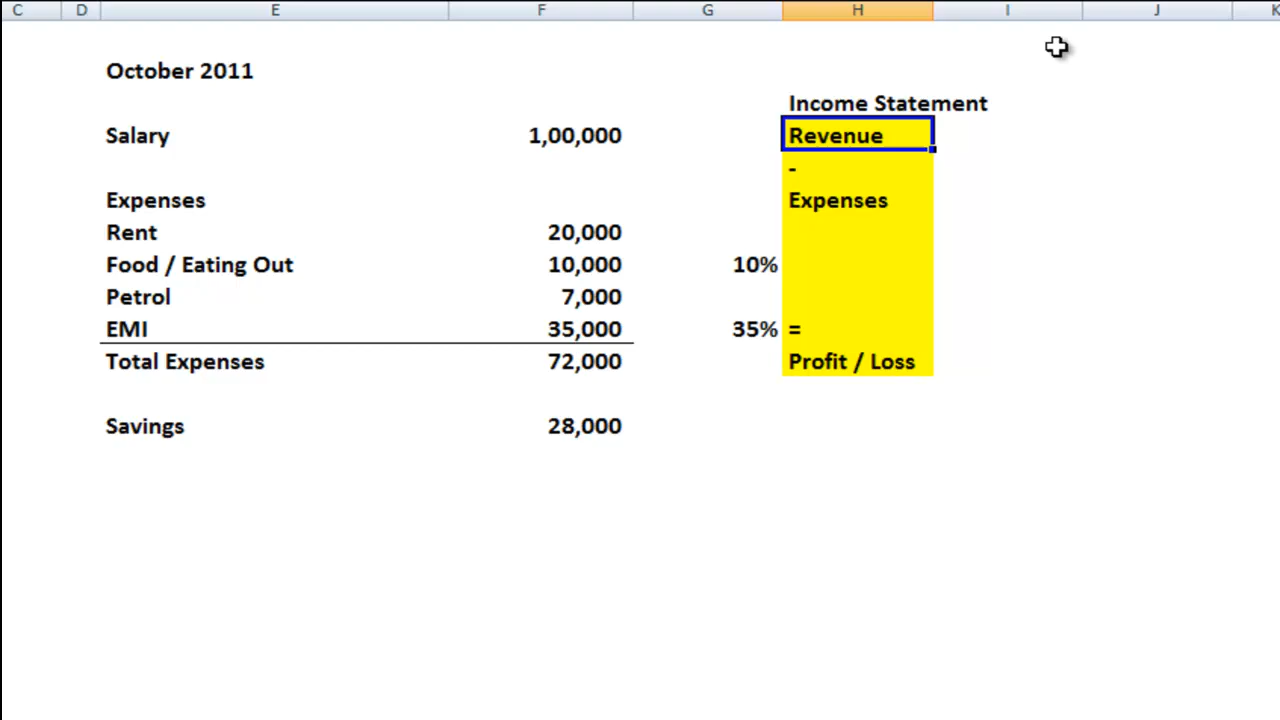 C D E F G H I J K
October 2011
Income Statement
Salary 1,00,000 Revenue
-
Expenses Expenses
Rent 20,000
Food / Eating Out 10,000 10%
Petrol 7,000
EMI 35,000 35% =
Total Expenses 72,000 Profit / Loss
Savings 28,000